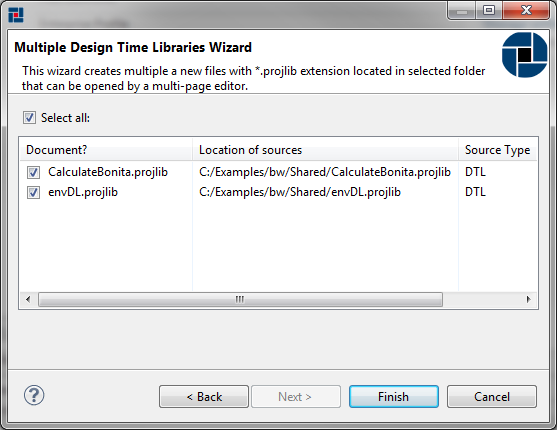 Multiple Design Time Libraries Wizard
This wizard creates multiple a new files with *.projlib extension located in selected folder
that can be opened by a multi-page editor.
Select all:
Document? Location of sources Source Type
CalculateBonita.projlib C:/Examples/bw/Shared/CalculateBonita.projlib DTL
envDL.projlib C:/Examples/bw/Shared/envDL.projlib DTL
< Back Next > Finish Cancel